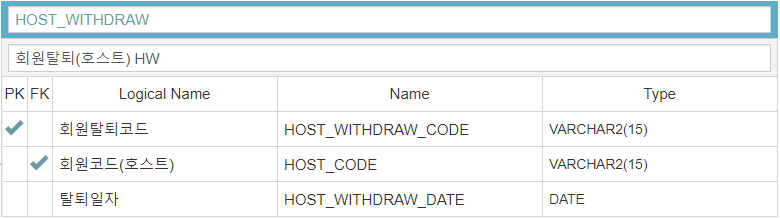 HOST_WITHDRAW
회원탈퇴(호스트) HW
PK FK Logical Name Name Type
회원탈퇴코드 HOST_WITHDRAW_CODE VARCHAR2(15)
회원코드(호스트) HOST_CODE VARCHAR2(15)
탈퇴일자 HOST_WITHDRAW_DATE DATE